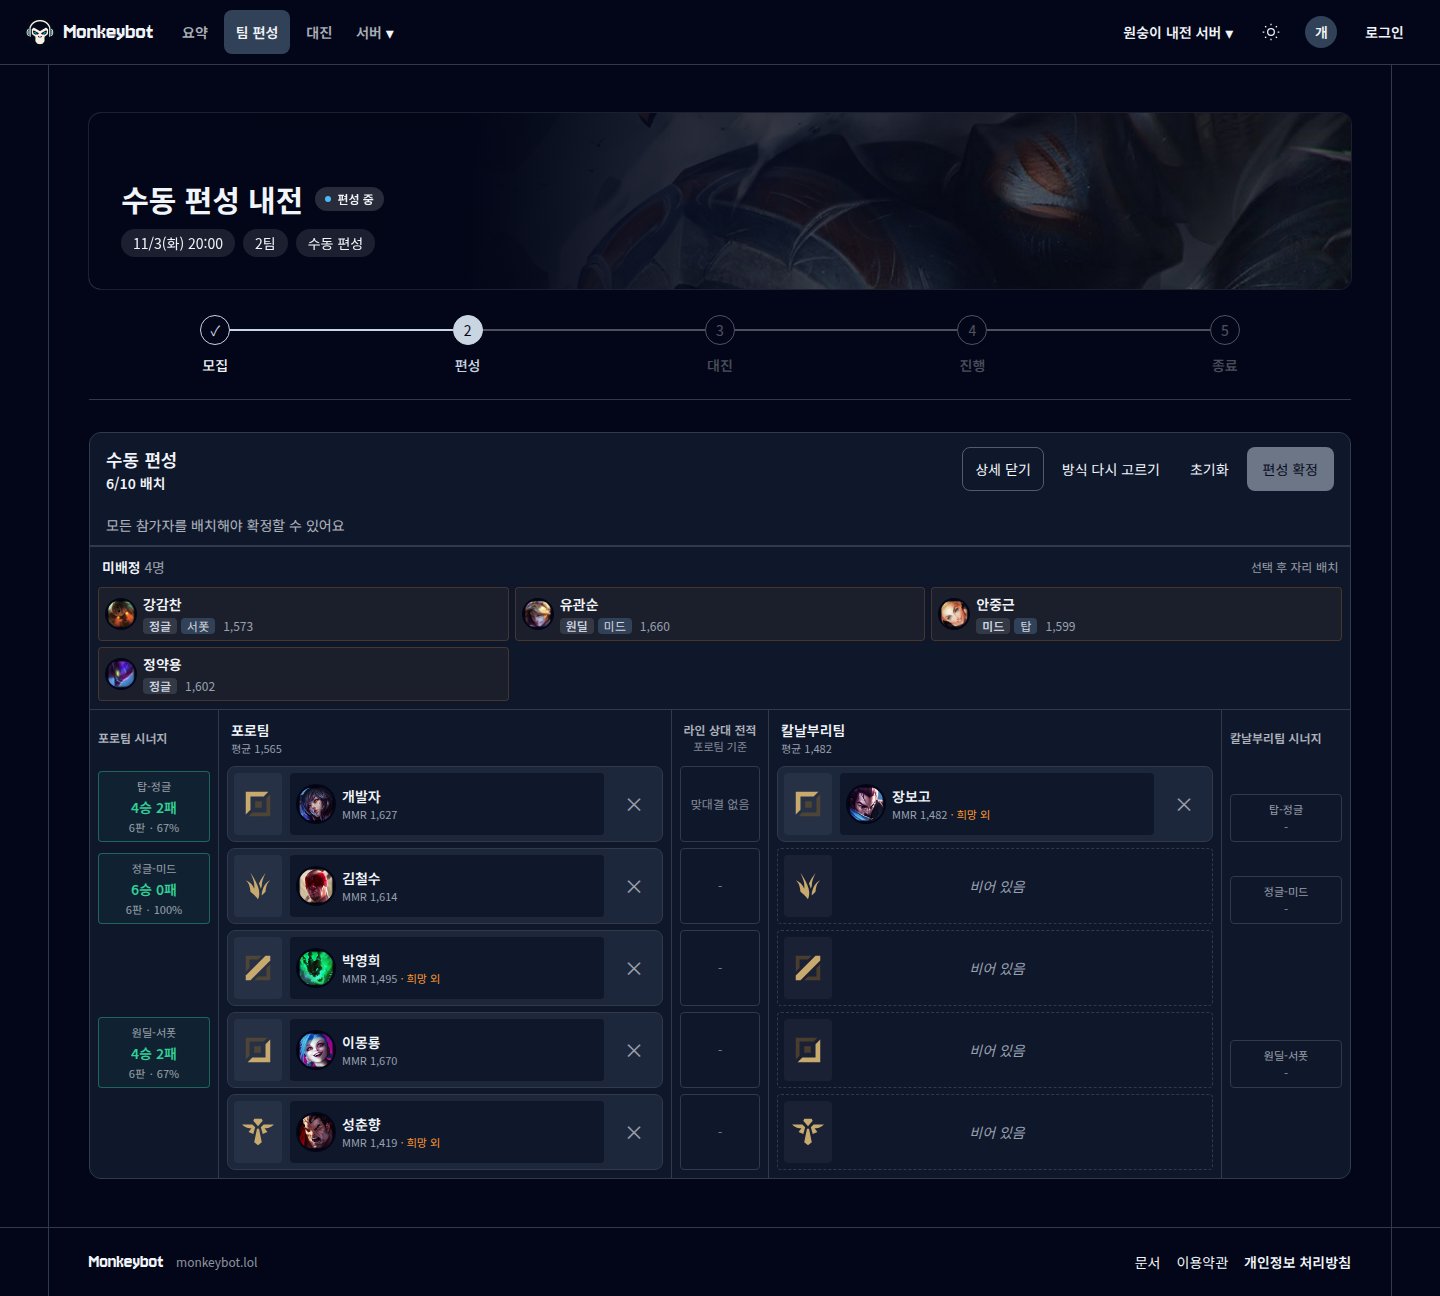 Monkeybot 요약 팀 편성 대진 서버 ▾ 원숭이 내전 서버 ▾ 개 로그인
수동 편성 내전 편성 중
11/3(화) 20:00 2팀 수동 편성
✓ 2 3 4 5
모집 편성 대진 진행 종료
수동 편성
6/10 배치
상세 닫기 방식 다시 고르기 초기화 편성 확정
모든 참가자를 배치해야 확정할 수 있어요
미배정 4명 선택 후 자리 배치
강감찬
정글 서폿 1,573
유관순
원딜 미드 1,660
안중근
미드 탑 1,599
정약용
정글 1,602
포로팀 시너지
탑-정글
4승 2패
6판 · 67%
정글-미드
6승 0패
6판 · 100%
원딜-서폿
4승 2패
6판 · 67%
포로팀
평균 1,565
개발자
MMR 1,627
김철수
MMR 1,614
박영희
MMR 1,495 · 희망 외
이몽룡
MMR 1,670
성춘향
MMR 1,419 · 희망 외
라인 상대 전적
포로팀 기준
맞대결 없음
-
-
-
-
칼날부리팀
평균 1,482
장보고
MMR 1,482 · 희망 외
비어 있음
비어 있음
비어 있음
비어 있음
칼날부리팀 시너지
탑-정글
-
정글-미드
-
원딜-서폿
-
Monkeybot monkeybot.lol 문서 이용약관 개인정보 처리방침